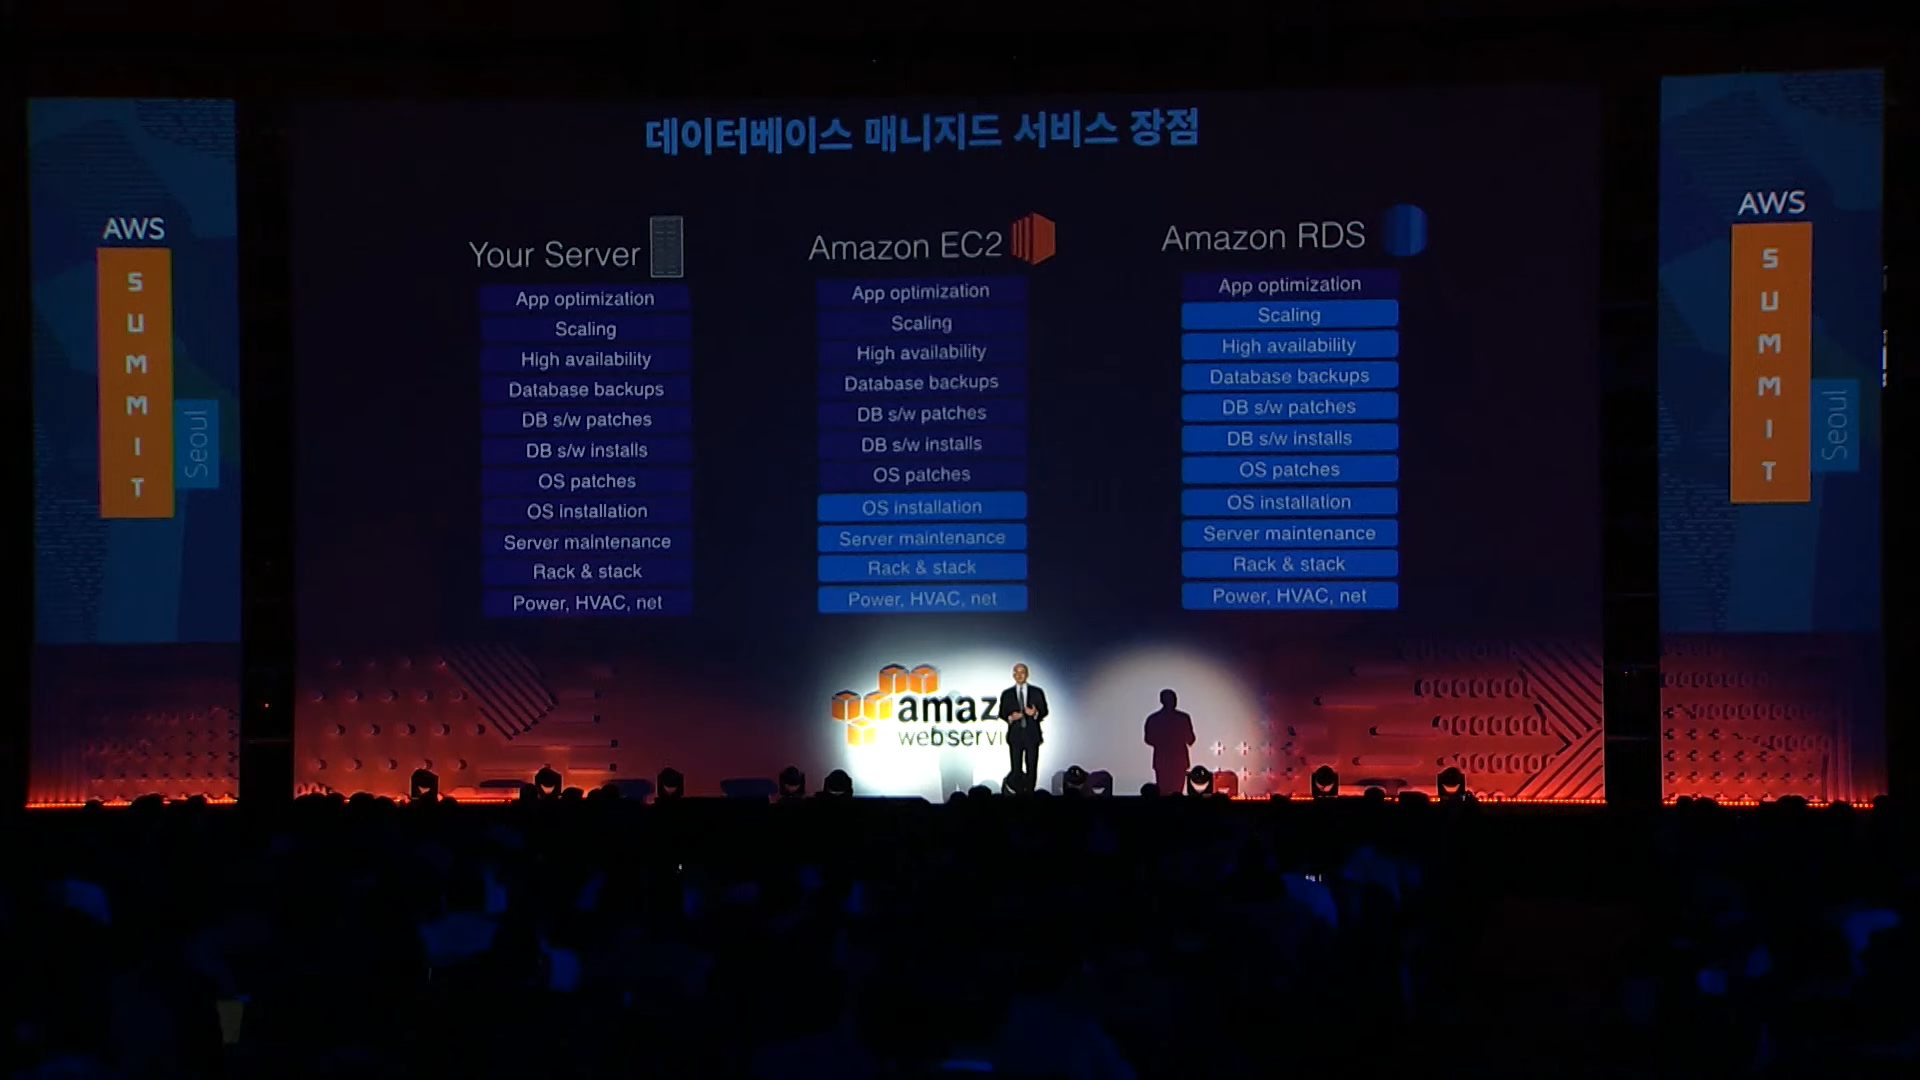 데이터베이스 매니지드 서비스 장점
AWS
SUMMIT
Seoul
Your Server
App optimization
Scaling
High availability
Database backups
DB s/w patches
DB s/w installs
OS patches
OS installation
Server maintenance
Rack & stack
Power, HVAC, net
Amazon EC2
App optimization
Scaling
High availability
Database backups
DB s/w patches
DB s/w installs
OS patches
OS installation
Server maintenance
Rack & stack
Power, HVAC, net
Amazon RDS
App optimization
Scaling
High availability
Database backups
DB s/w patches
DB s/w installs
OS patches
OS installation
Server maintenance
Rack & stack
Power, HVAC, net
AWS
SUMMIT
Seoul
amaz
webservi